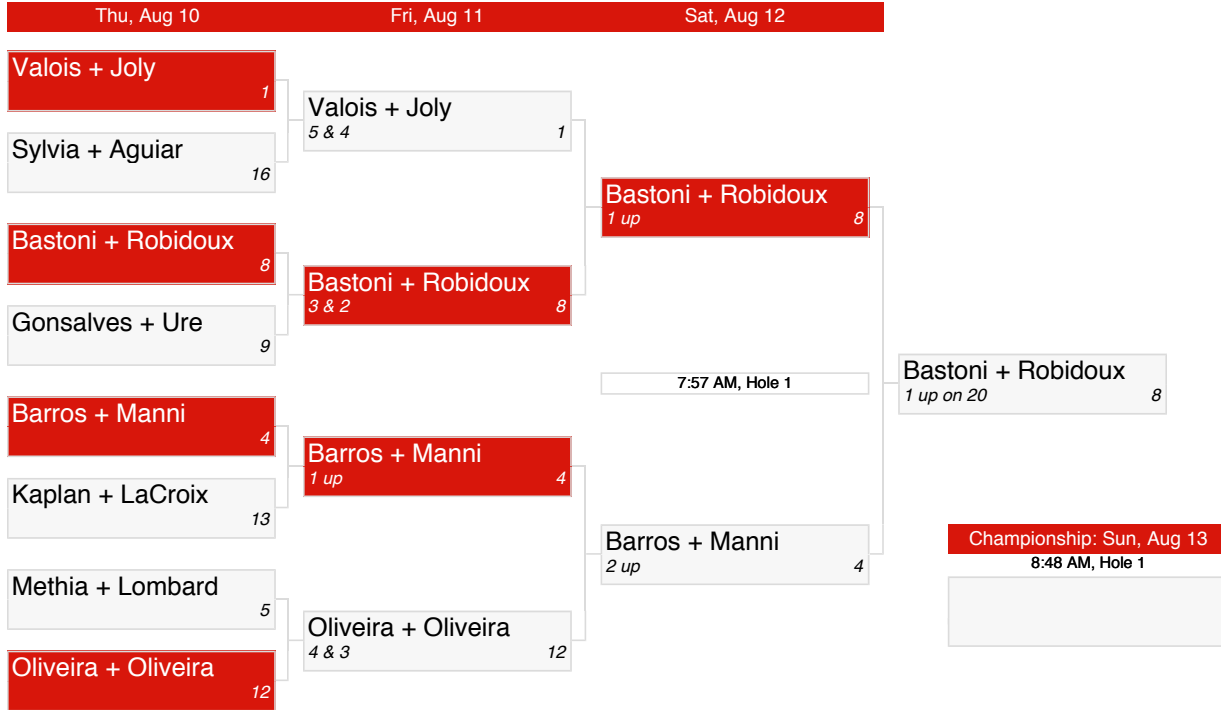 Thu, Aug 10
Fri, Aug 11
Sat, Aug 12
Valois + Joly
1
Sylvia + Aguiar
16
Bastoni + Robidoux
8
Gonsalves + Ure
9
Barros + Manni
4
Kaplan + LaCroix
13
Methia + Lombard
5
Oliveira + Oliveira
12
Valois + Joly
5 & 4 1
Bastoni + Robidoux
3 & 2 8
Barros + Manni
1 up 4
Oliveira + Oliveira
4 & 3 12
Bastoni + Robidoux
1 up 8
7:57 AM, Hole 1
Barros + Manni
2 up 4
Bastoni + Robidoux
1 up on 20 8
Championship: Sun, Aug 13
8:48 AM, Hole 1